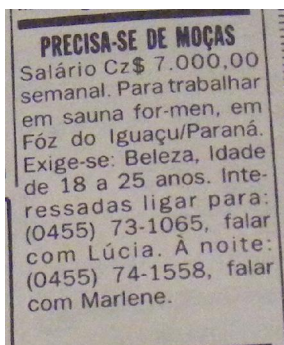 PRECISA-SE DE MOÇAS
Salário Cz$ 7.000,00
semanal. Para trabalhar
em sauna for-men, em
Fóz do Iguaçu/Paraná.
Exige-se: Beleza, Idade
de 18 a 25 anos. Inte-
ressadas ligar para:
(0455) 73-1065, falar
com Lúcia. À noite:
(0455) 74-1558, falar
com Marlene.